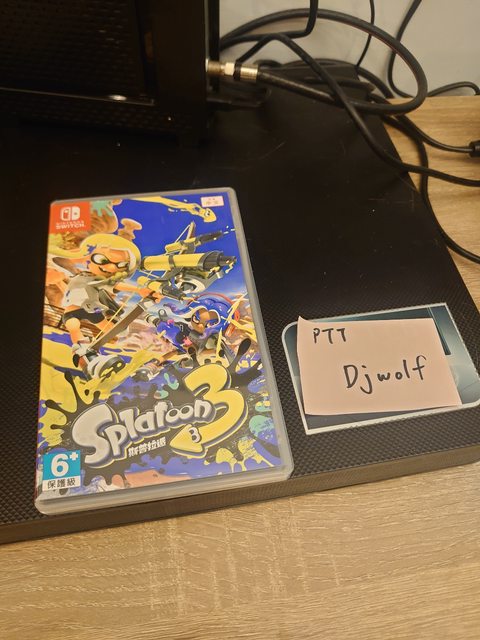 NINTENDO
SWITCH
Splatoon 3
斯普拉遁
6+
保護級
PTT
Djwolf